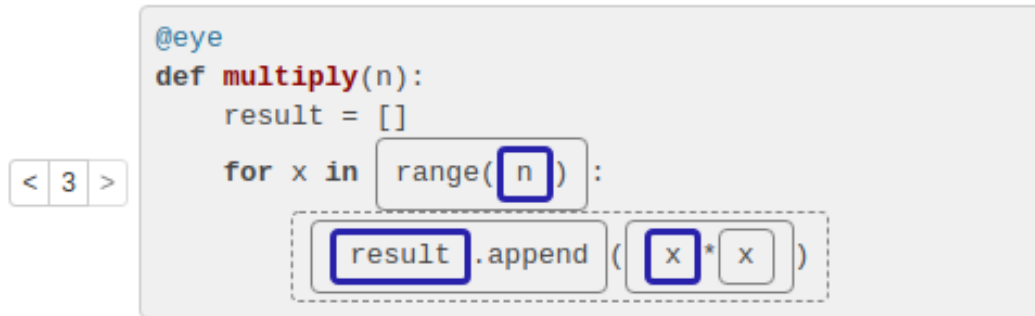 @eye
def multiply(n):
result = []
< 3 > for x in range(n):
result.append(x*x)